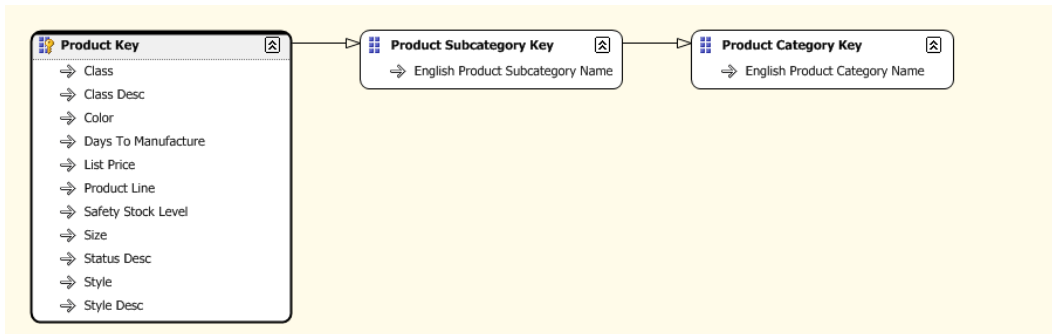 Product Key
Class
Class Desc
Color
Days To Manufacture
List Price
Product Line
Safety Stock Level
Size
Status Desc
Style
Style Desc
Product Subcategory Key
English Product Subcategory Name
Product Category Key
English Product Category Name